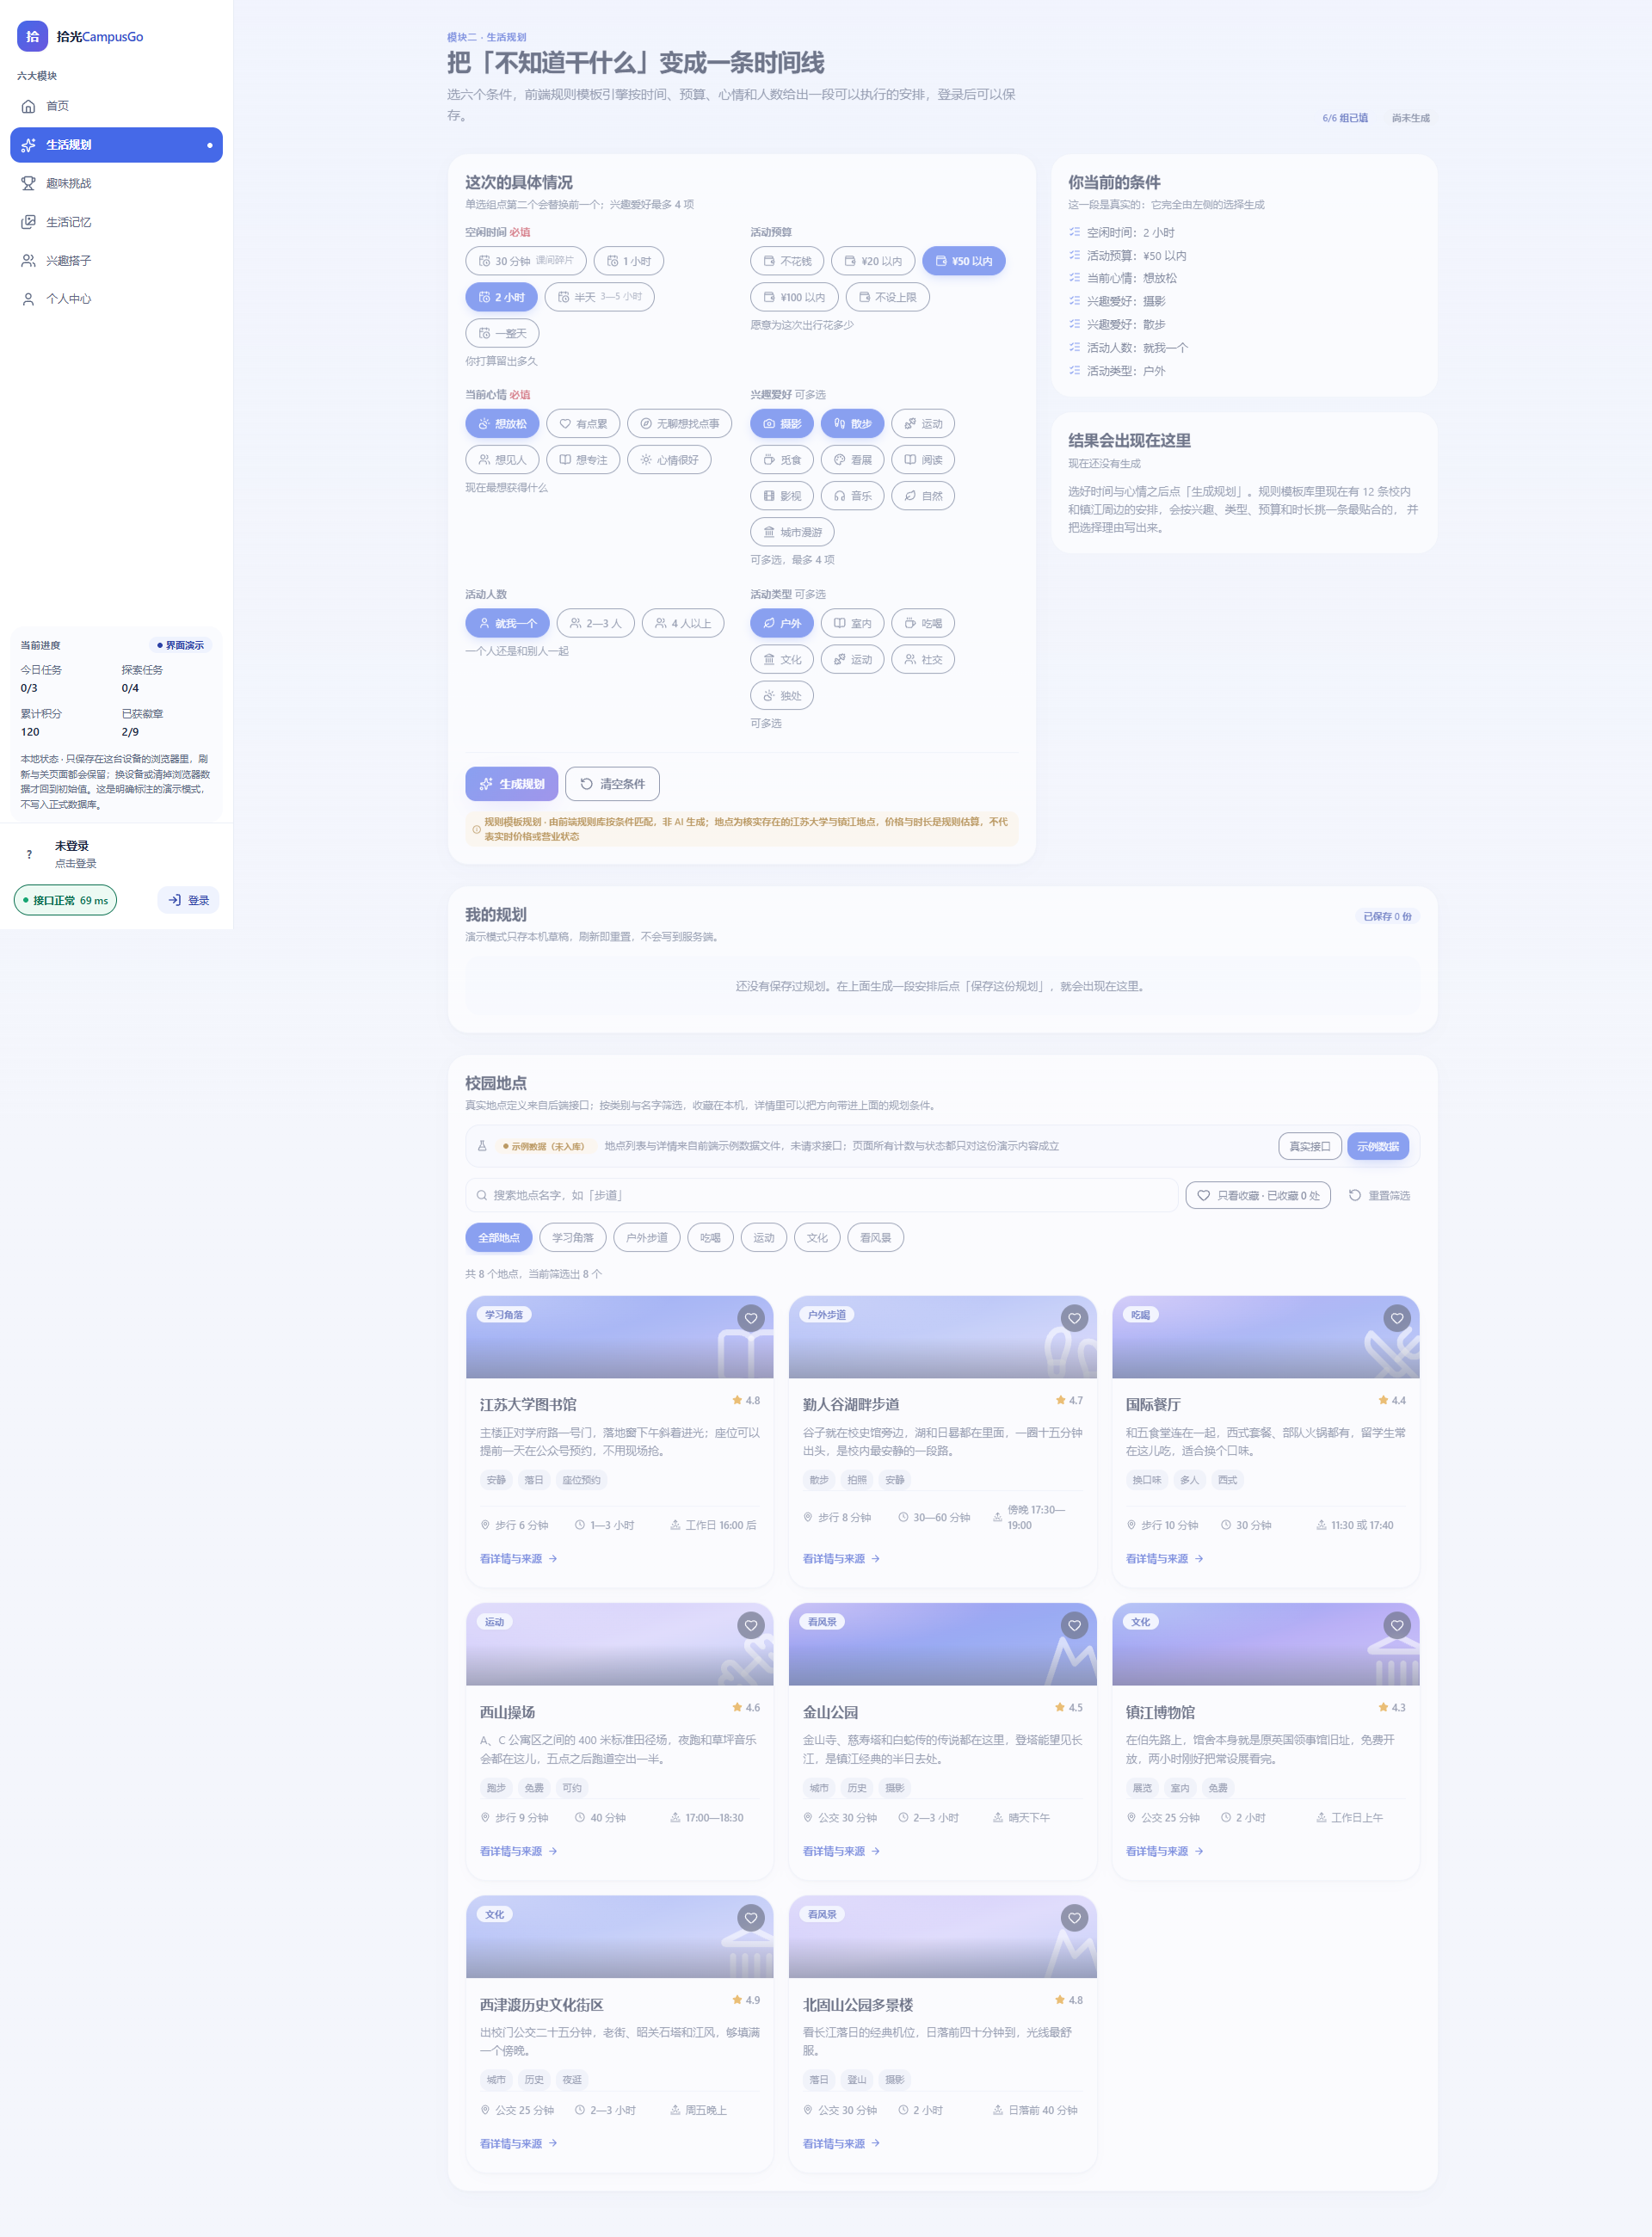 拾 拾光CampusGo
六大模块
首页
生活规划
趣味挑战
生活记忆
兴趣搭子
个人中心
当前进度 界面演示
今日任务 探索任务
0/3 0/4
累计积分 已获徽章
120 2/9
本地状态 · 只保存在这台设备的浏览器里，刷
新与关页面都会保留；换设备或清掉浏览器数
据才回到初始值。这是明确标注的演示模式，
不写入正式数据库。
? 未登录
点击登录
接口正常 69 ms 登录
模块二 · 生活规划
把「不知道干什么」变成一条时间线
选六个条件，前端规则模板引擎按时间、预算、心情和人数给出一段可以执行的安排，登录后可以保
存。
6/6 组已填 尚未生成
这次的具体情况
单选组点第二个会替换前一个；兴趣爱好最多 4 项
空闲时间 必填
30 分钟 课间碎片 1 小时
2 小时 半天 3—5 小时
一整天
你打算留出多久
活动预算
不花钱 ¥20 以内 ¥50 以内
¥100 以内 不设上限
愿意为这次出行花多少
当前心情 必填
想放松 有点累 无聊想找点事
想见人 想专注 心情很好
现在最想获得什么
兴趣爱好 可多选
摄影 散步 运动
觅食 看展 阅读
影视 音乐 自然
城市漫游
可多选，最多 4 项
活动人数
就我一个 2—3 人 4 人以上
一个人还是和别人一起
活动类型 可多选
户外 室内 吃喝
文化 运动 社交
独处
可多选
生成规划 清空条件
规则模板规划 · 由前端规则库按条件匹配，非 AI 生成；地点为核实存在的江苏大学与镇江地点，价格与时长是规则估算，不代
表实时价格或营业状态
你当前的条件
这一段是真实的：它完全由左侧的选择生成
空闲时间：2 小时
活动预算：¥50 以内
当前心情：想放松
兴趣爱好：摄影
兴趣爱好：散步
活动人数：就我一个
活动类型：户外
结果会出现在这里
现在还没有生成
选好时间与心情之后点「生成规划」。规则模板库里现在有 12 条校内
和镇江周边的安排，会按兴趣、类型、预算和时长挑一条最贴合的， 并
把选择理由写出来。
我的规划
已保存 0 份
演示模式只存本机草稿，刷新即重置，不会写到服务端。
还没有保存过规划。在上面生成一段安排后点「保存这份规划」，就会出现在这里。
校园地点
真实地点定义来自后端接口；按类别与名字筛选，收藏在本机，详情里可以把方向带进上面的规划条件。
示例数据（未入库） 地点列表与详情来自前端示例数据文件，未请求接口；页面所有计数与状态都只对这份演示内容成立 真实接口 示例数据
搜索地点名字，如「步道」 只看收藏 · 已收藏 0 处 重置筛选
全部地点 学习角落 户外步道 吃喝 运动 文化 看风景
共 8 个地点，当前筛选出 8 个
学习角落
江苏大学图书馆 4.8
主楼正对学府路一号门，落地窗下午斜着进光；座位可以
提前一天在公众号预约，不用现场抢。
安静 落日 座位预约
步行 6 分钟 1—3 小时 工作日 16:00 后
看详情与来源
户外步道
勤人谷湖畔步道 4.7
谷子就在校史馆旁边，湖和日晷都在里面，一圈十五分钟
出头，是校内最安静的一段路。
散步 拍照 安静
步行 8 分钟 30—60 分钟 傍晚 17:30—
19:00
看详情与来源
吃喝
国际餐厅 4.4
和五食堂连在一起，西式套餐、部队火锅都有，留学生常
在这儿吃，适合换个口味。
换口味 多人 西式
步行 10 分钟 30 分钟 11:30 或 17:40
看详情与来源
运动
西山操场 4.6
A、C 公寓区之间的 400 米标准田径场，夜跑和草坪音乐
会都在这儿，五点之后跑道空出一半。
跑步 免费 可约
步行 9 分钟 40 分钟 17:00—18:30
看详情与来源
看风景
金山公园 4.5
金山寺、慈寿塔和白蛇传的传说都在这里，登塔能望见长
江，是镇江经典的半日去处。
城市 历史 摄影
公交 30 分钟 2—3 小时 晴天下午
看详情与来源
文化
镇江博物馆 4.3
在伯先路上，馆舍本身就是原英国领事馆旧址，免费开
放，两小时刚好把常设展看完。
展览 室内 免费
公交 25 分钟 2 小时 工作日上午
看详情与来源
文化
西津渡历史文化街区 4.9
出校门公交二十五分钟，老街、昭关石塔和江风，够填满
一个傍晚。
城市 历史 夜逛
公交 25 分钟 2—3 小时 周五晚上
看详情与来源
看风景
北固山公园多景楼 4.8
看长江落日的经典机位，日落前四十分钟到，光线最舒
服。
落日 登山 摄影
公交 30 分钟 2 小时 日落前 40 分钟
看详情与来源